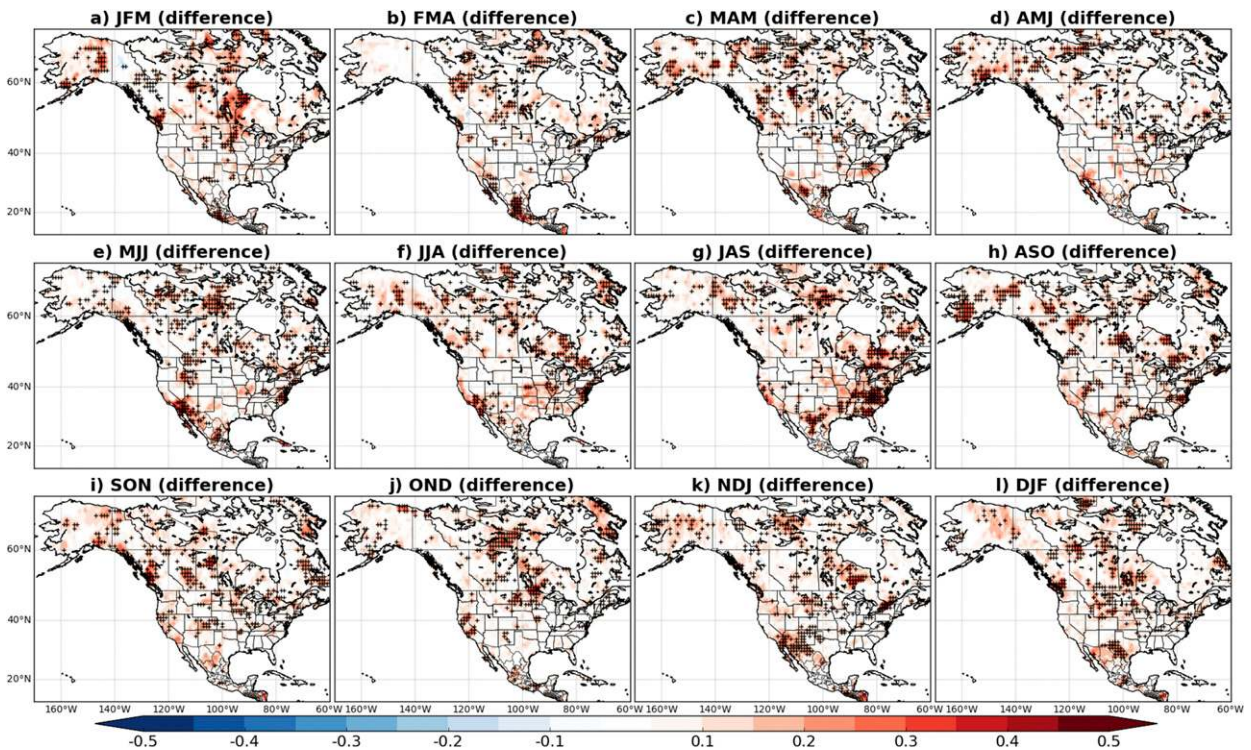 a) JFM (difference) b) FMA (difference) c) MAM (difference) d) AMJ (difference)
60°N
40°N
20°N
e) MJJ (difference) f) JJA (difference) g) JAS (difference) h) ASO (difference)
60°N
40°N
20°N
i) SON (difference) j) OND (difference) k) NDJ (difference) l) DJF (difference)
60°N
40°N
20°N
160°W 140°W 120°W 100°W 80°W 60°W 160°W 140°W 120°W 100°W 80°W 60°W 160°W 140°W 120°W 100°W 80°W 60°W 160°W 140°W 120°W 100°W 80°W 60°W
-0.5 -0.4 -0.3 -0.2 -0.1 0.1 0.2 0.3 0.4 0.5